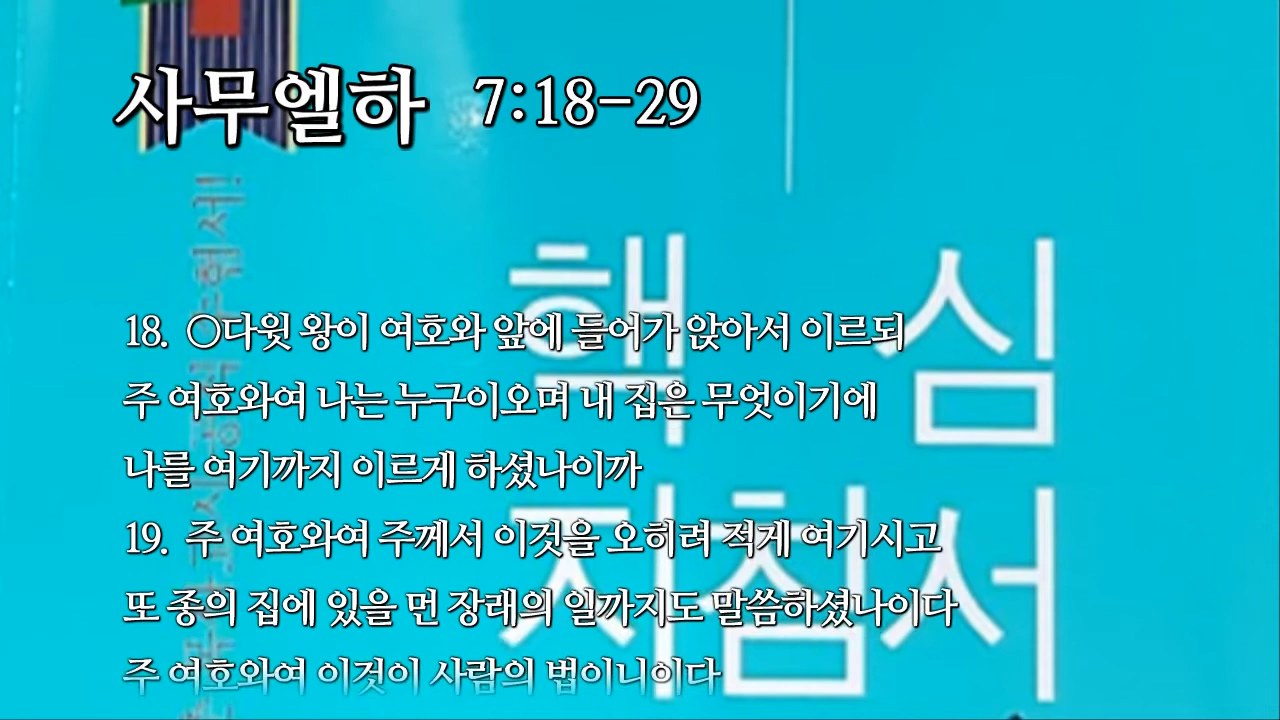 사무엘하 7:18-29
핵 심
지침서
18. ○다윗 왕이 여호와 앞에 들어가 앉아서 이르되
주 여호와여 나는 누구이오며 내 집은 무엇이기에
나를 여기까지 이르게 하셨나이까
19. 주 여호와여 주께서 이것을 오히려 적게 여기시고
또 종의 집에 있을 먼 장래의 일까지도 말씀하셨나이다
주 여호와여 이것이 사람의 법이니이다